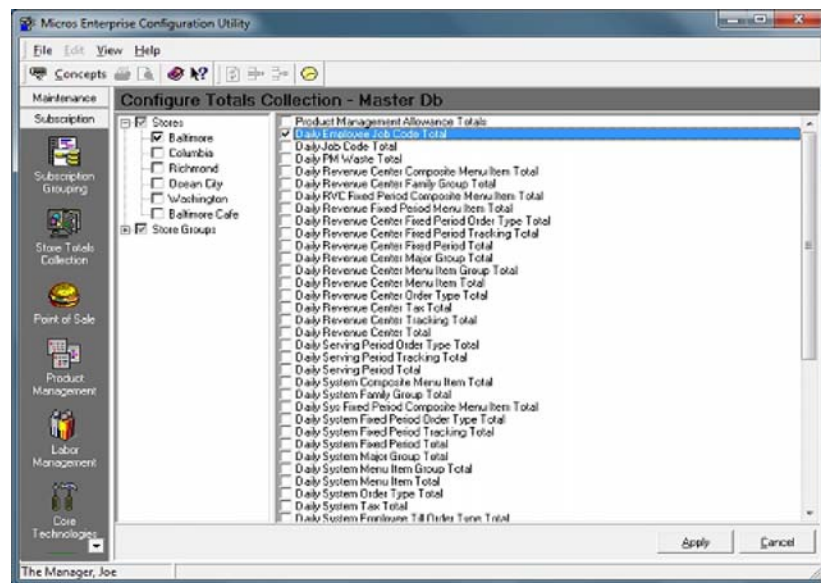 Micros Enterprise Configuration Utility
File Edit View Help
Concepts
Maintenance
Subscription
Subscription Grouping
Store Totals Collection
Point of Sale
Product Management
Labor Management
Core Technologies
Configure Totals Collection - Master Db
Stores
Baltimore
Columbia
Richmond
Ocean City
Washington
Baltimore Cafe
Store Groups
Product Management Allowance Totals
Daily Employee Job Code Total
Daily Job Code Total
Daily PM Waste Total
Daily Revenue Center Composite Menu Item Total
Daily Revenue Center Family Group Total
Daily RVC Fixed Period Composite Menu Item Total
Daily Revenue Fixed Period Menu Item Total
Daily Revenue Center Fixed Period Order Type Total
Daily Revenue Center Fixed Period Tracking Total
Daily Revenue Center Fixed Period Total
Daily Revenue Center Major Group Total
Daily Revenue Center Menu Item Group Total
Daily Revenue Center Menu Item Total
Daily Revenue Center Order Type Total
Daily Revenue Center Tax Total
Daily Revenue Center Tracking Total
Daily Revenue Center Total
Daily Serving Period Order Type Total
Daily Serving Period Tracking Total
Daily Serving Period Total
Daily System Composite Menu Item Total
Daily System Family Group Total
Daily Sys Fixed Period Composite Menu Item Total
Daily System Fixed Period Order Type Total
Daily System Fixed Period Tracking Total
Daily System Fixed Period Total
Daily System Major Group Total
Daily System Menu Item Group Total
Daily System Menu Item Total
Daily System Order Type Total
Daily System Tax Total
Daily System Employee Till Order Type Total
Apply Cancel
The Manager, Joe